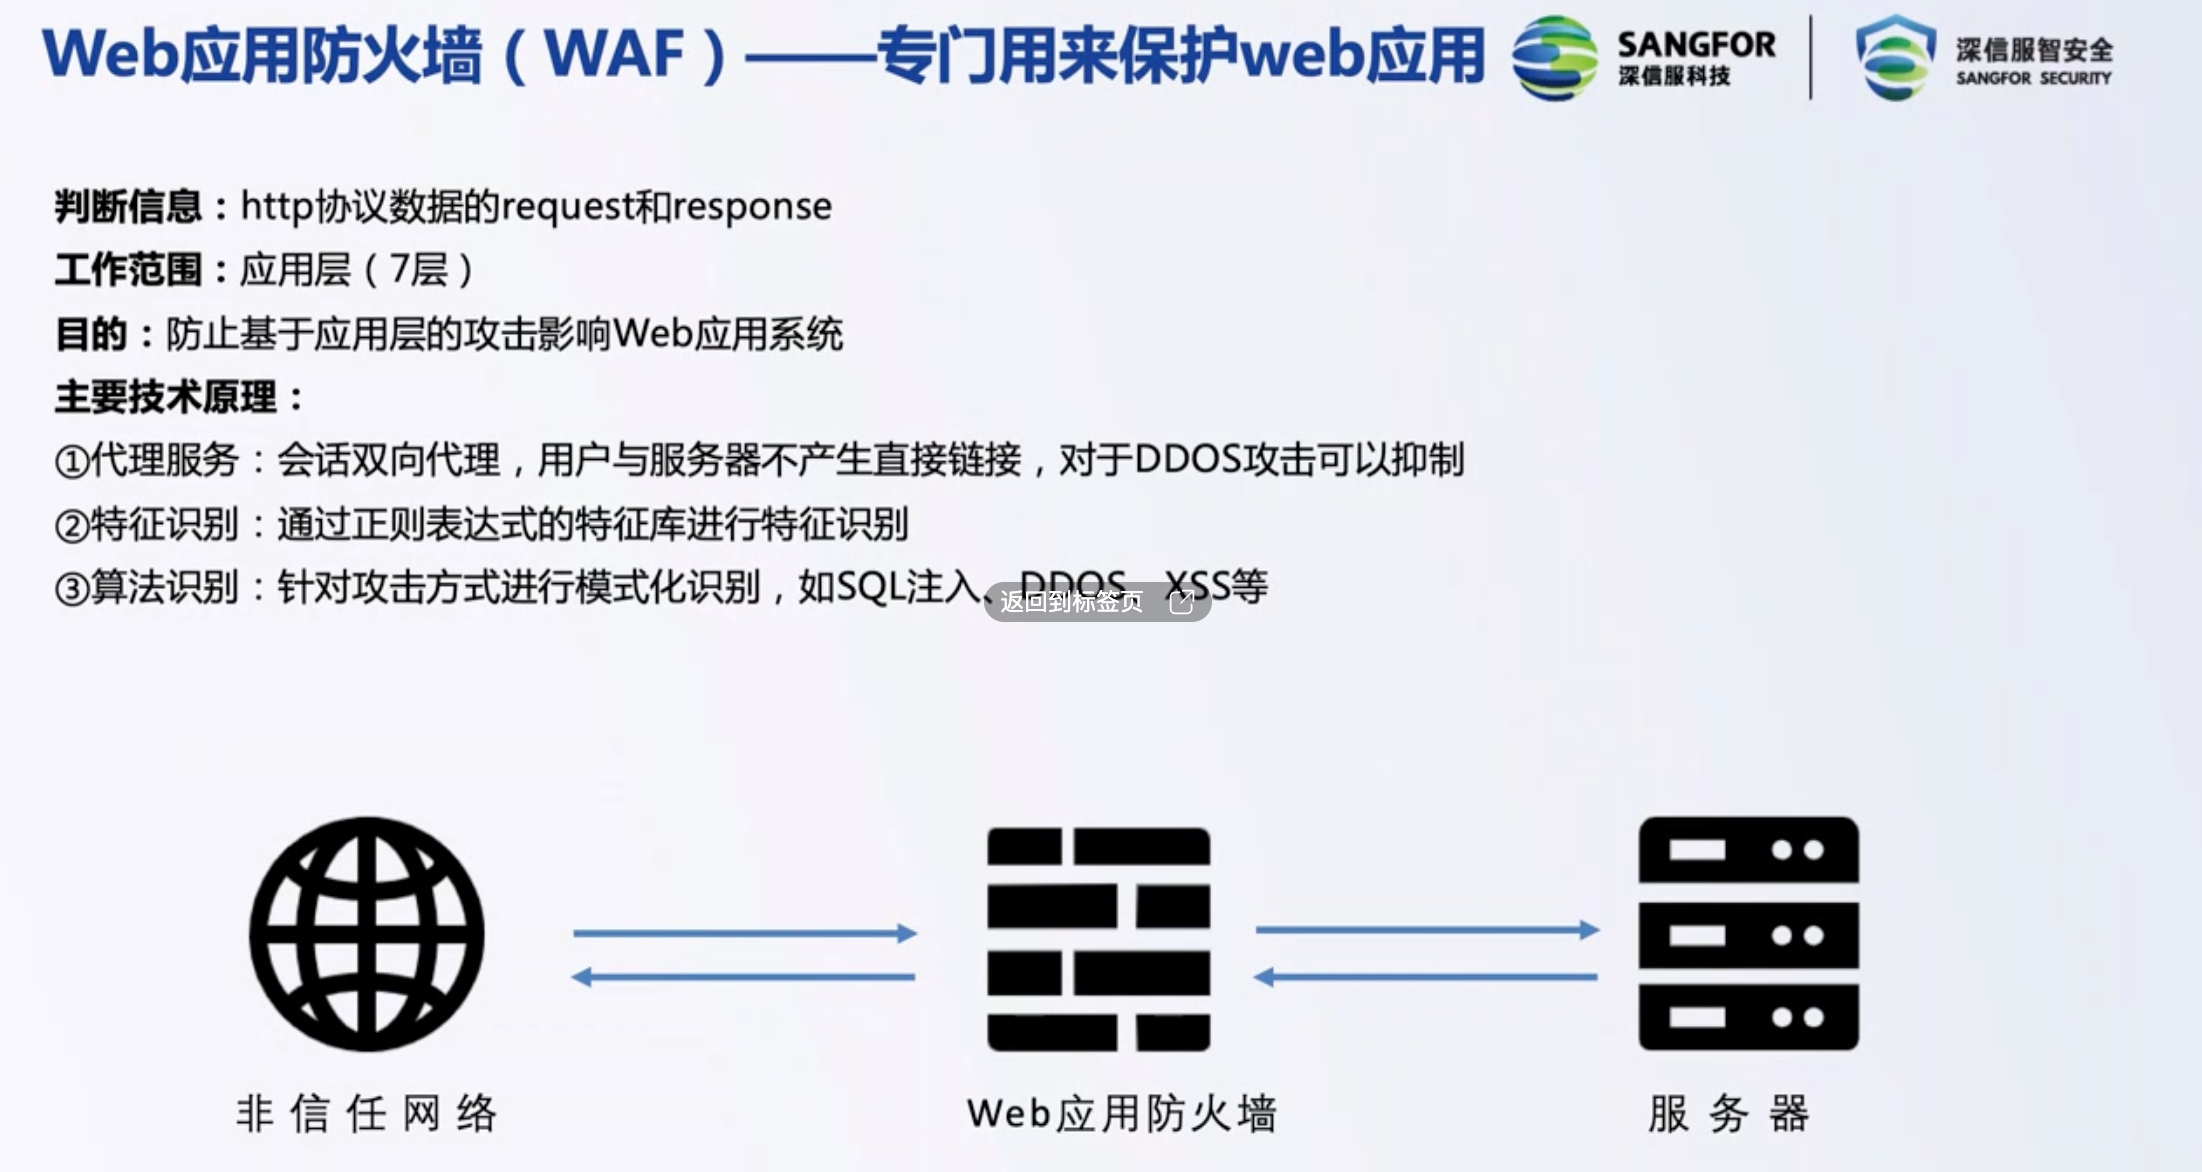 Web应用防火墙（WAF）——专门用来保护web应用
SANGFOR
深信服科技
深信服智安全
SANGFOR SECURITY
判断信息：http协议数据的request和response
工作范围：应用层（7层）
目的：防止基于应用层的攻击影响Web应用系统
主要技术原理：
①代理服务：会话双向代理，用户与服务器不产生直接链接，对于DDOS攻击可以抑制
②特征识别：通过正则表达式的特征库进行特征识别
③算法识别：针对攻击方式进行模式化识别，如SQL注入、DDOS、XSS等
返回到标签页
非信任网络
Web应用防火墙
服务器